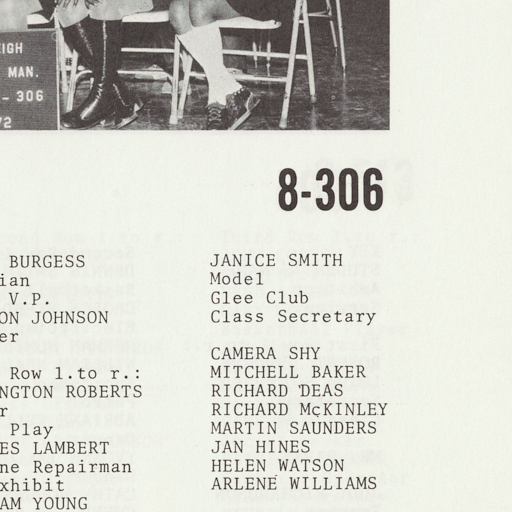 EIGH
MAN.
- 306
72
8-306
BURGESS
ian
V.P.
ON JOHNSON
er
Row l.to r.:
NGTON ROBERTS
r
Play
ES LAMBERT
ne Repairman
xhibit
AM YOUNG
JANICE SMITH
Model
Glee Club
Class Secretary
CAMERA SHY
MITCHELL BAKER
RICHARD DEAS
RICHARD McKINLEY
MARTIN SAUNDERS
JAN HINES
HELEN WATSON
ARLENE WILLIAMS